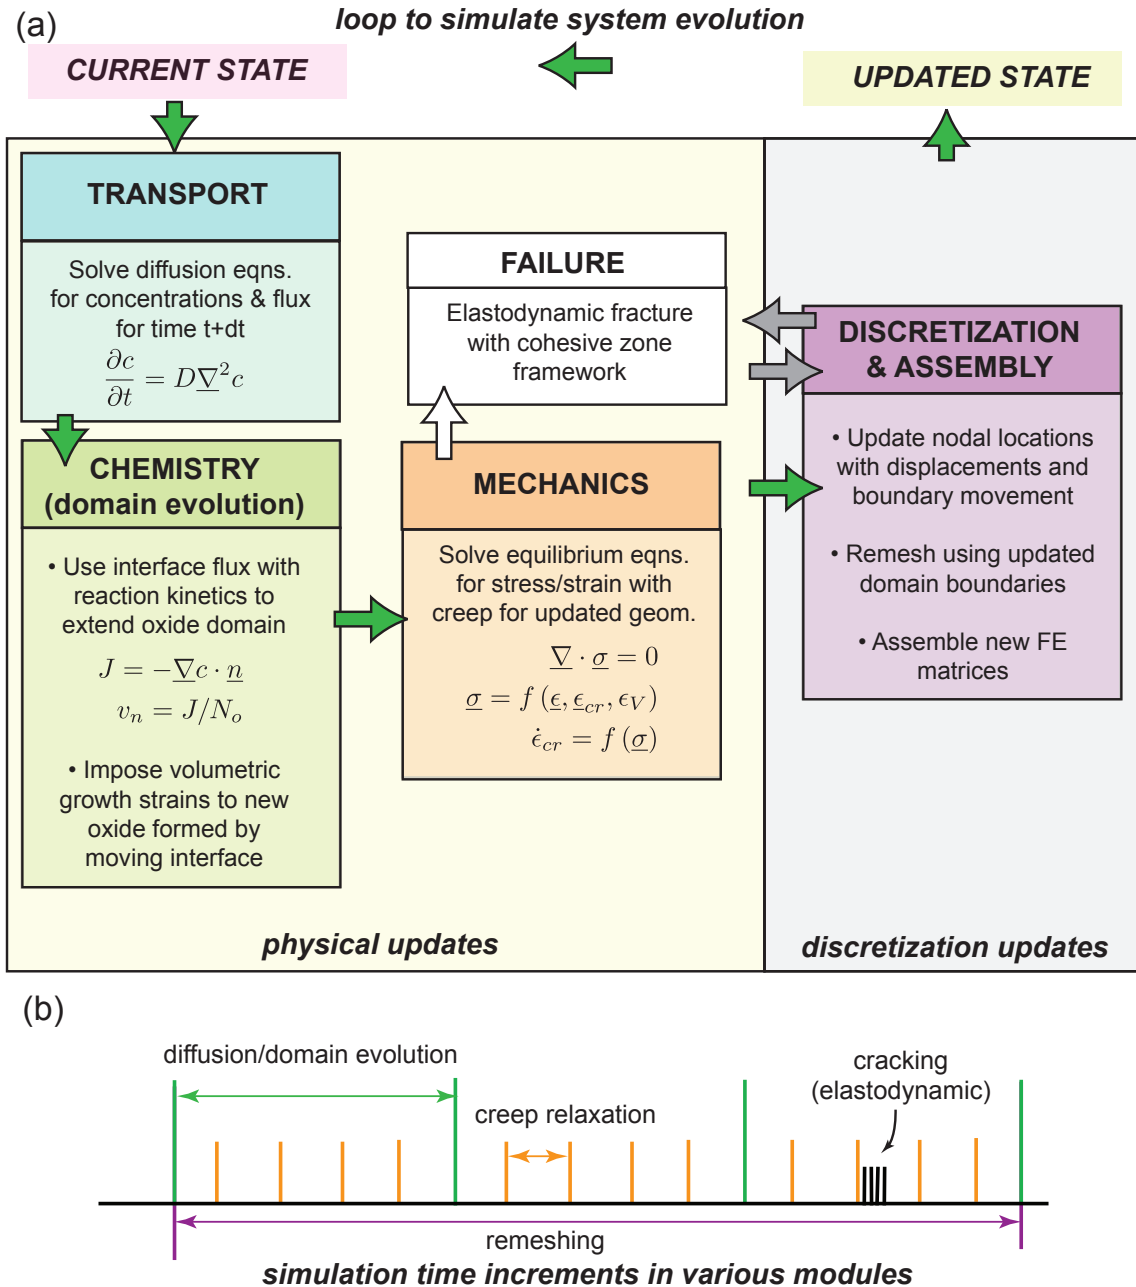 (a)
loop to simulate system evolution
CURRENT STATE
UPDATED STATE
TRANSPORT
Solve diffusion eqns.
for concentrations & flux
for time t+dt
∂c/∂t = D∇²c
CHEMISTRY
(domain evolution)
• Use interface flux with
reaction kinetics to
extend oxide domain
J = −∇c · n
vₙ = J/Nₒ
• Impose volumetric
growth strains to new
oxide formed by
moving interface
FAILURE
Elastodynamic fracture
with cohesive zone
framework
MECHANICS
Solve equilibrium eqns.
for stress/strain with
creep for updated geom.
∇ · σ = 0
σ = f (ϵ, ϵ_cr, ϵ_V)
ϵ̇_cr = f (σ)
DISCRETIZATION
& ASSEMBLY
• Update nodal locations
with displacements and
boundary movement
• Remesh using updated
domain boundaries
• Assemble new FE
matrices
physical updates
discretization updates
(b)
diffusion/domain evolution
creep relaxation
cracking
(elastodynamic)
remeshing
simulation time increments in various modules